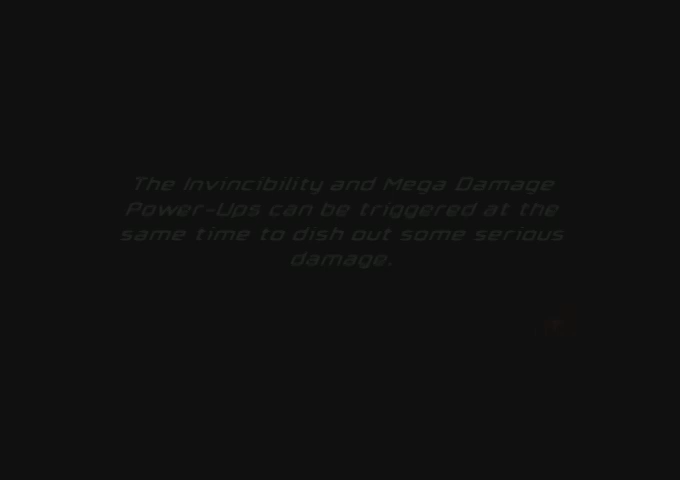 The Invincibility and Mega Damage
Power-Ups can be triggered at the
same time to dish out some serious
damage.